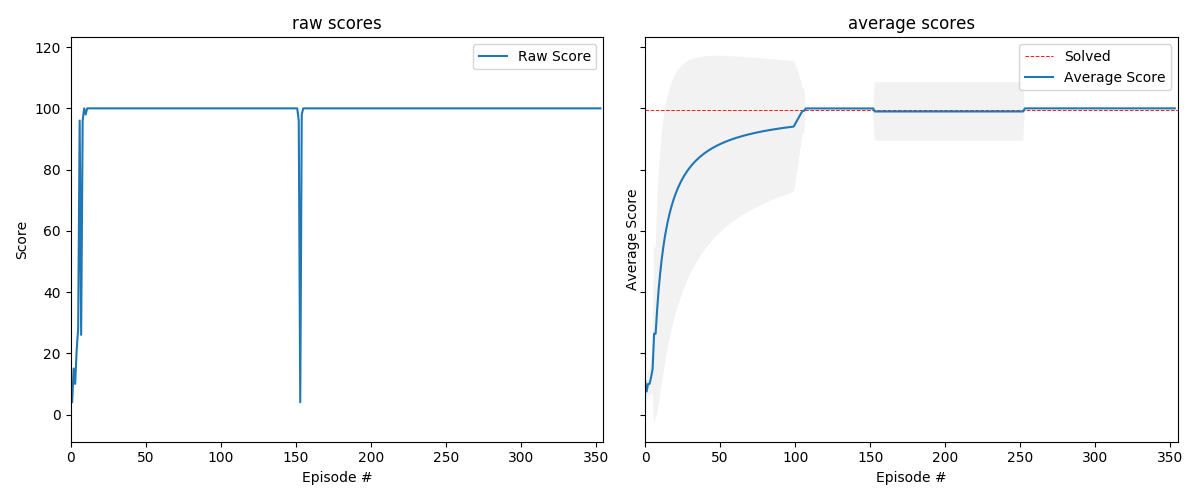 raw scores
Raw Score
Score
120
100
80
60
40
20
0
0 50 100 150 200 250 300 350
Episode #
average scores
Solved
Average Score
Average Score
0 50 100 150 200 250 300 350
Episode #